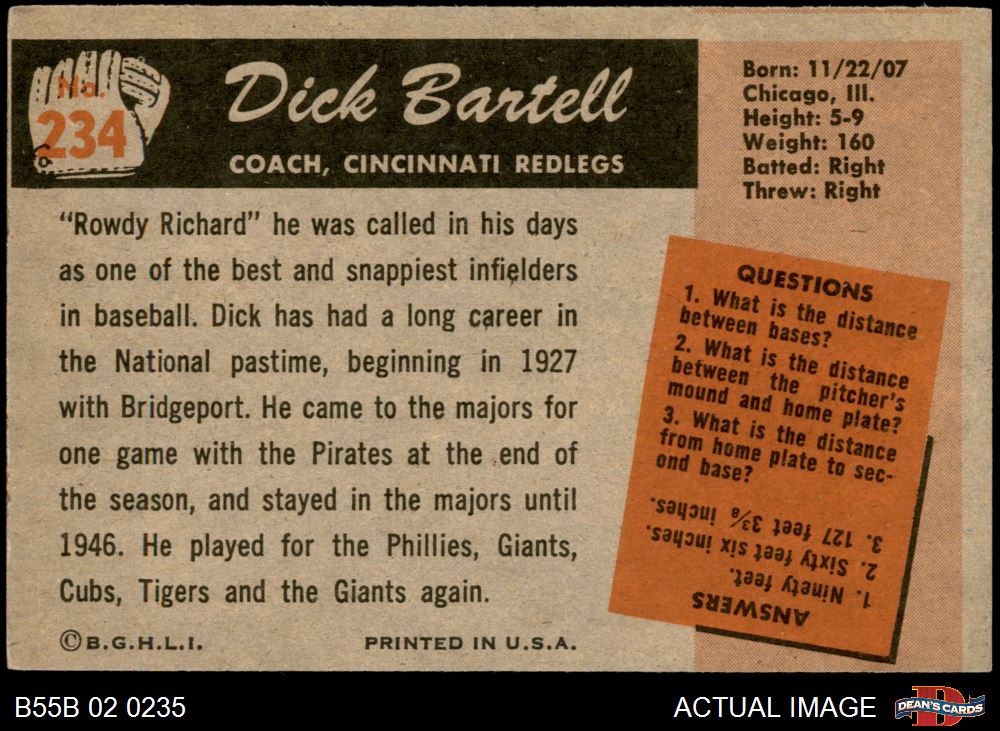 No.
234
Dick Bartell
COACH, CINCINNATI REDLEGS
Born: 11/22/07
Chicago, Ill.
Height: 5-9
Weight: 160
Batted: Right
Threw: Right
"Rowdy Richard" he was called in his days
as one of the best and snappiest infielders
in baseball. Dick has had a long career in
the National pastime, beginning in 1927
with Bridgeport. He came to the majors for
one game with the Pirates at the end of
the season, and stayed in the majors until
1946. He played for the Phillies, Giants,
Cubs, Tigers and the Giants again.
QUESTIONS
1. What is the distance
between bases?
2. What is the distance
between the pitcher's
mound and home plate?
3. What is the distance
from home plate to sec-
ond base?
ANSWERS
1. Ninety feet.
2. Sixty feet six inches.
3. 127 feet 3⅜ inches.
©B.G.H.L.I.
PRINTED IN U.S.A.
B55B 02 0235
ACTUAL IMAGE
D
DEAN'S CARDS